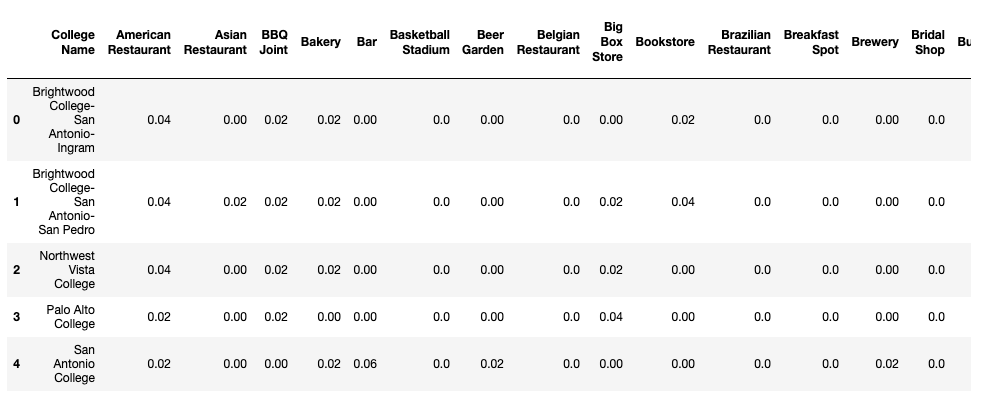 College Name American Restaurant Asian Restaurant BBQ Joint Bakery Bar Basketball Stadium Beer Garden Belgian Restaurant Big Box Store Bookstore Brazilian Restaurant Breakfast Spot Brewery Bridal Shop Bu
0 Brightwood College-San Antonio-Ingram 0.04 0.00 0.02 0.02 0.00 0.0 0.00 0.0 0.00 0.02 0.0 0.0 0.00 0.0
1 Brightwood College-San Antonio-San Pedro 0.04 0.02 0.02 0.02 0.00 0.0 0.00 0.0 0.02 0.04 0.0 0.0 0.00 0.0
2 Northwest Vista College 0.04 0.00 0.02 0.02 0.00 0.0 0.00 0.0 0.02 0.00 0.0 0.0 0.00 0.0
3 Palo Alto College 0.02 0.00 0.02 0.00 0.00 0.0 0.00 0.0 0.04 0.00 0.0 0.0 0.00 0.0
4 San Antonio College 0.02 0.00 0.00 0.02 0.06 0.0 0.02 0.0 0.00 0.00 0.0 0.0 0.02 0.0